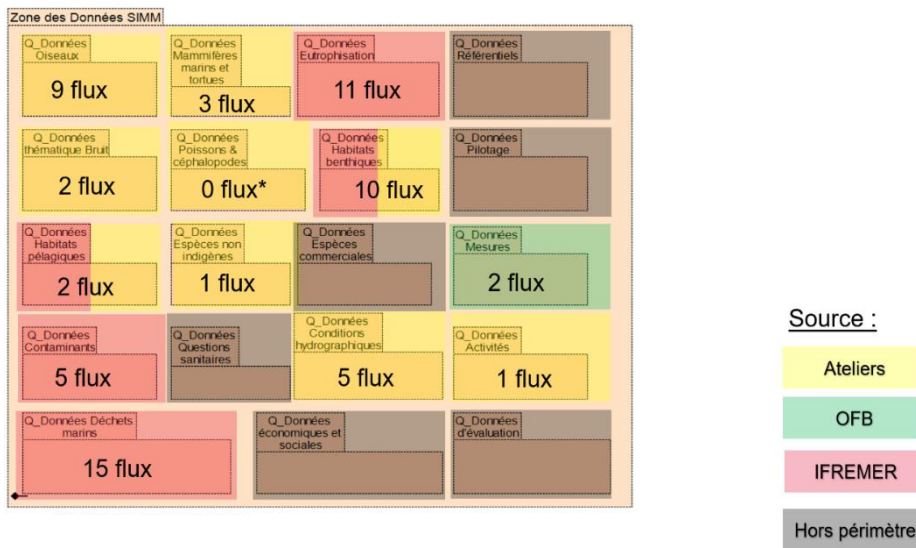 Zone des Données SIMM
Q_Données
Oiseaux
9 flux
Q_Données
Mammifères
marins et
tortues
3 flux
Q_Données
Eutrophisation
11 flux
Q_Données
Référentiels
Q_Données
thématique Bruit
2 flux
Q_Données
Poissons &
céphalopodes
0 flux*
Q_Données
Habitats
benthiques
10 flux
Q_Données
Pilotage
Q_Données
Habitats
pélagiques
2 flux
Q_Données
Espèces non
indigènes
1 flux
Q_Données
Espèces
commerciales
Q_Données
Mesures
2 flux
Q_Données
Contaminants
5 flux
Q_Données
Questions
sanitaires
Q_Données
Conditions
hydrographiques
5 flux
Q_Données
Activités
1 flux
Q_Données Déchets
marins
15 flux
Q_Données
économiques et
sociales
Q_Données
d'évaluation
Source :
Ateliers
OFB
IFREMER
Hors périmètre